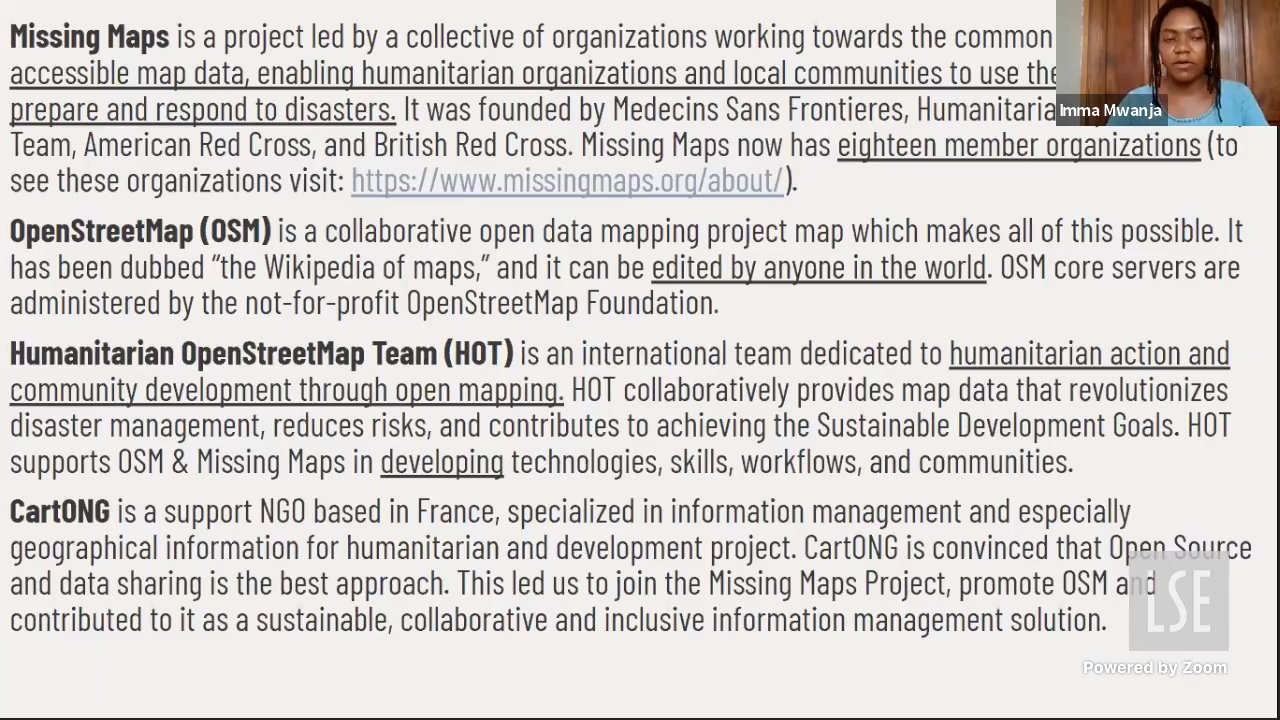 Missing Maps is a project led by a collective of organizations working towards the common
accessible map data, enabling humanitarian organizations and local communities to use the
prepare and respond to disasters. It was founded by Medecins Sans Frontieres, Humanitaria
Imma Mwanja
Team, American Red Cross, and British Red Cross. Missing Maps now has eighteen member organizations (to
see these organizations visit: https://www.missingmaps.org/about/).
OpenStreetMap (OSM) is a collaborative open data mapping project map which makes all of this possible. It
has been dubbed “the Wikipedia of maps,” and it can be edited by anyone in the world. OSM core servers are
administered by the not-for-profit OpenStreetMap Foundation.
Humanitarian OpenStreetMap Team (HOT) is an international team dedicated to humanitarian action and
community development through open mapping. HOT collaboratively provides map data that revolutionizes
disaster management, reduces risks, and contributes to achieving the Sustainable Development Goals. HOT
supports OSM & Missing Maps in developing technologies, skills, workflows, and communities.
CartONG is a support NGO based in France, specialized in information management and especially
geographical information for humanitarian and development project. CartONG is convinced that Open Source
and data sharing is the best approach. This led us to join the Missing Maps Project, promote OSM and
contributed to it as a sustainable, collaborative and inclusive information management solution.
LSE
Powered by Zoom